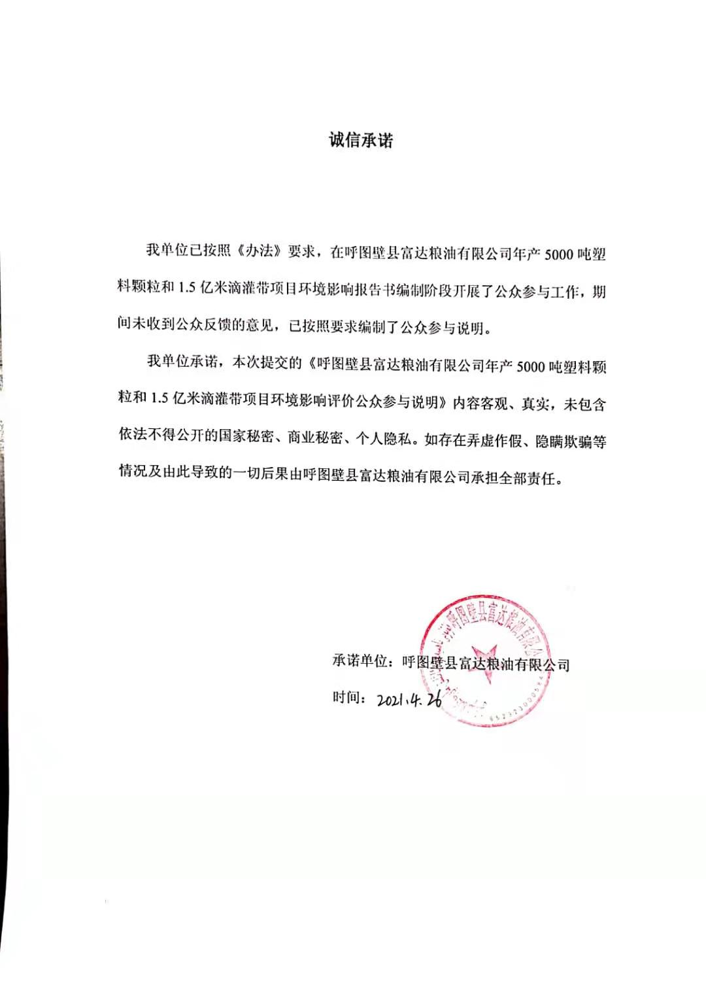 诚信承诺
我单位已按照《办法》要求，在呼图壁县富达粮油有限公司年产 5000 吨塑
料颗粒和 1.5 亿米滴灌带项目环境影响报告书编制阶段开展了公众参与工作，期
间未收到公众反馈的意见，已按照要求编制了公众参与说明。
我单位承诺，本次提交的《呼图壁县富达粮油有限公司年产 5000 吨塑料颗
粒和 1.5 亿米滴灌带项目环境影响评价公众参与说明》内容客观、真实，未包含
依法不得公开的国家秘密、商业秘密、个人隐私。如存在弄虚作假、隐瞒欺骗等
情况及由此导致的一切后果由呼图壁县富达粮油有限公司承担全部责任。
呼图壁县富达粮油有限公司
承诺单位：呼图壁县富达粮油有限公司
时间：2021.4.26